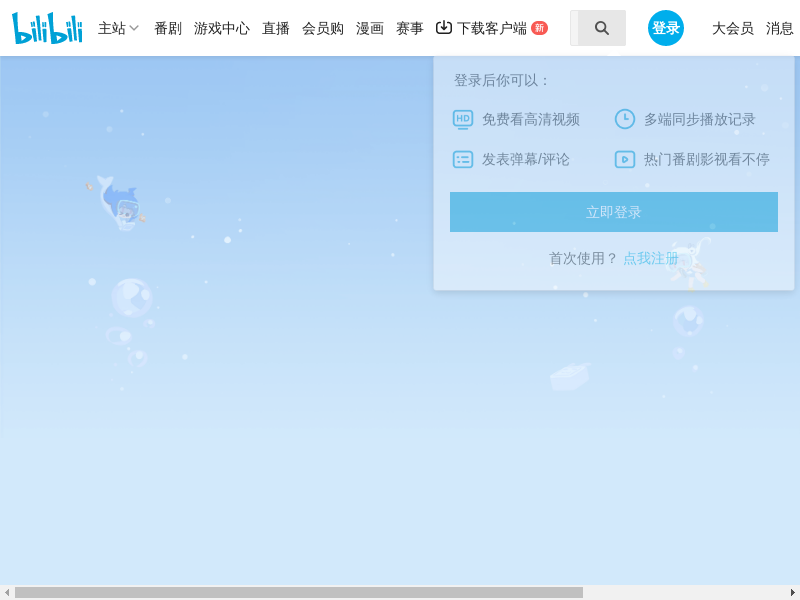 bilibili 主站 番剧 游戏中心 直播 会员购 漫画 赛事 下载客户端 新 登录 大会员 消息
登录后你可以：
HD 免费看高清视频 多端同步播放记录
发表弹幕/评论 热门番剧影视看不停
立即登录
首次使用？ 点我注册